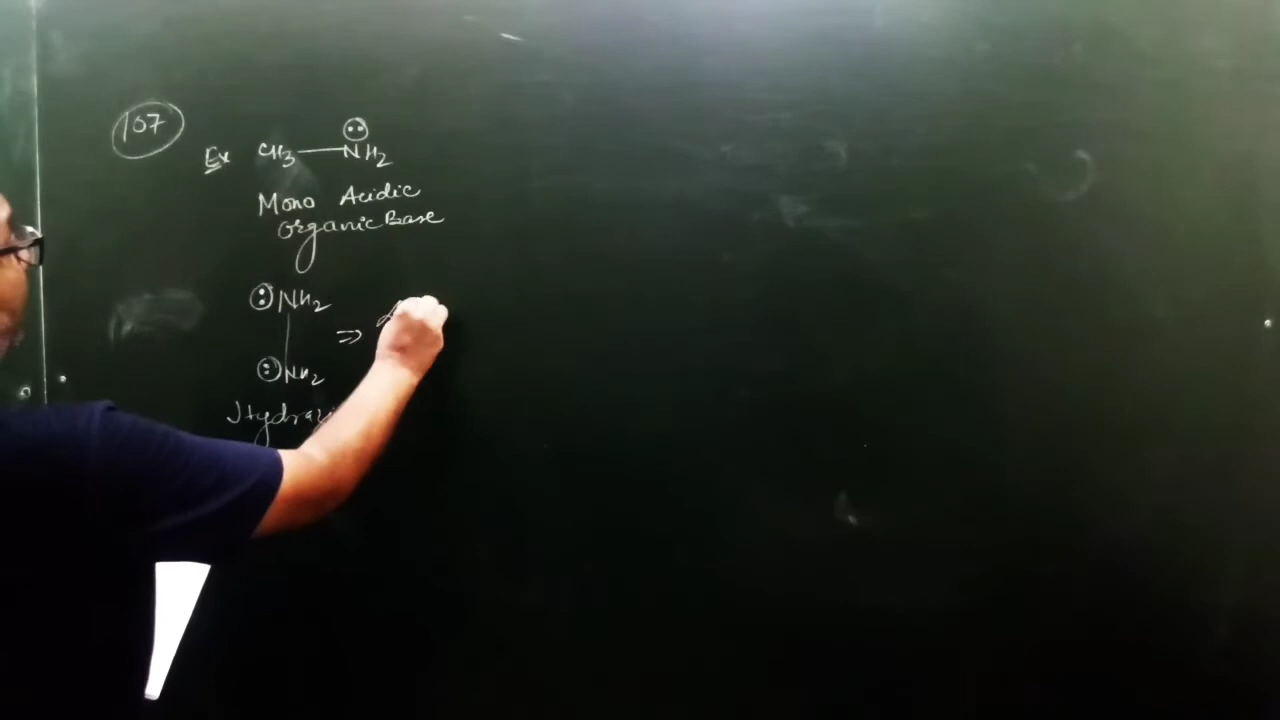 107
Ex CH3—NH2
Mono Acidic
Organic Base
NH2
⇒
NH2